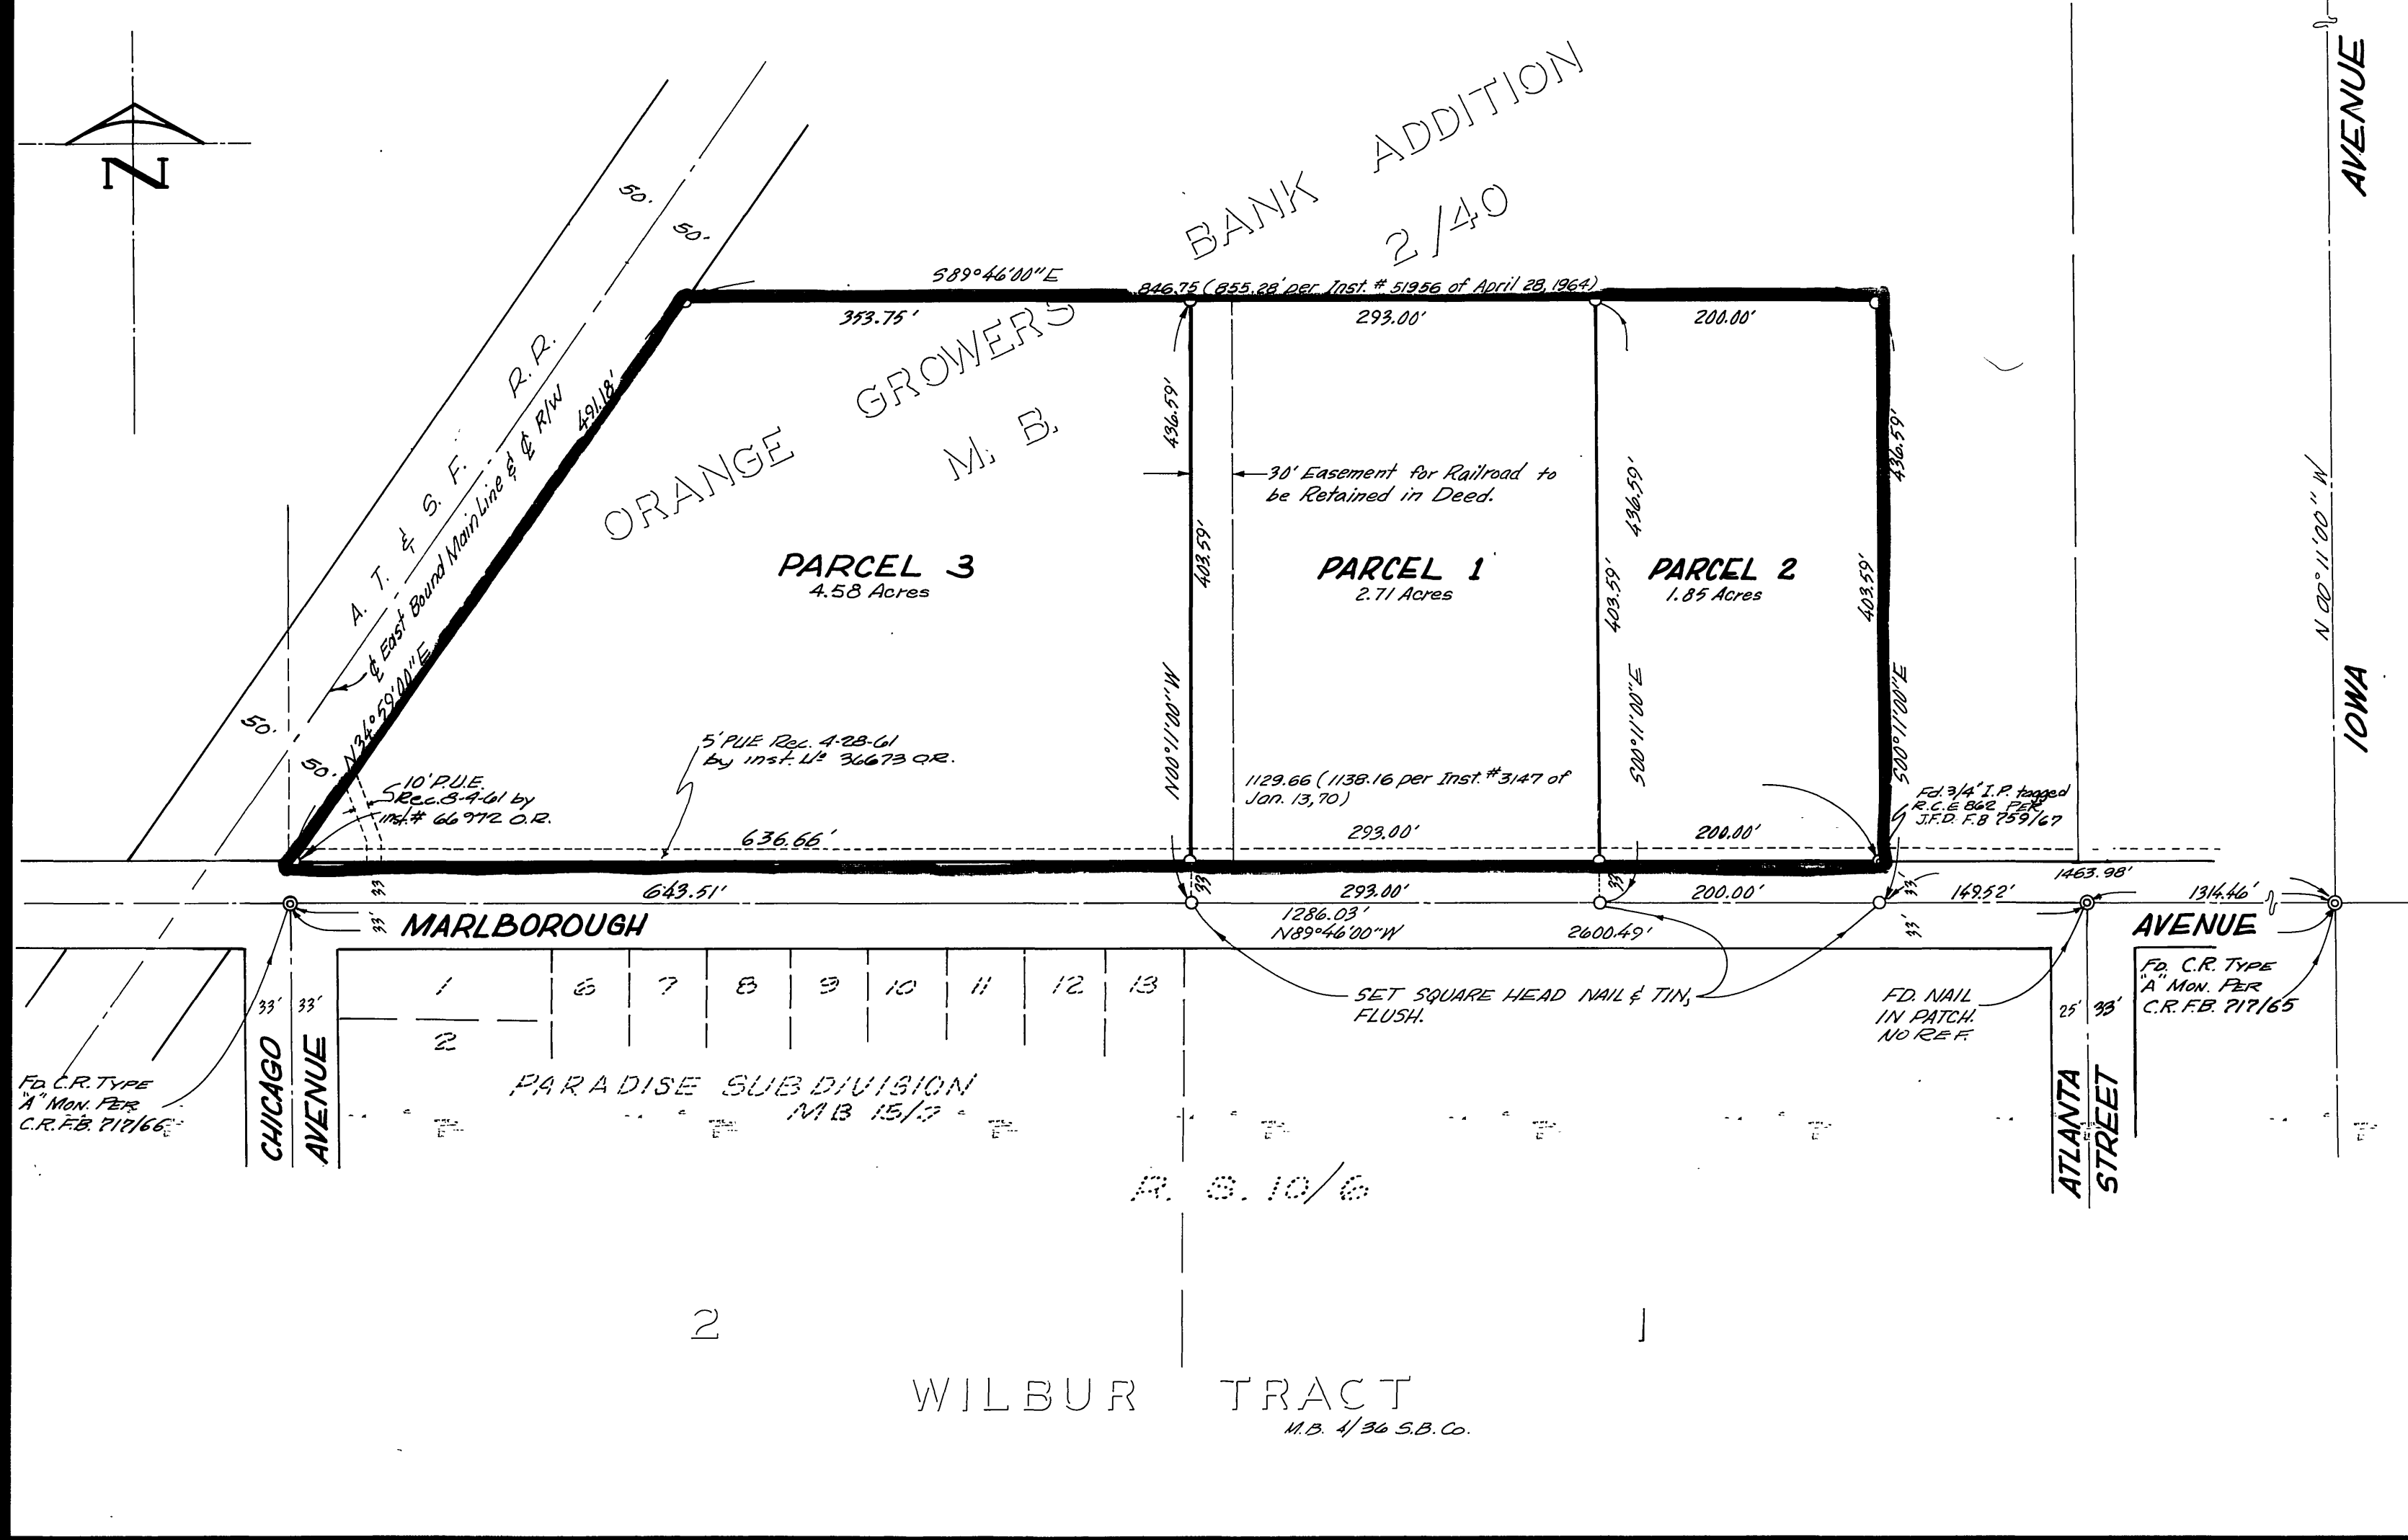 N
AVENUE
BANK ADDITION
2/40
50.
50.
S89°46'00"E
846.75 (855.28' per Inst. # 51956 of April 28, 1964)
353.75'
293.00'
200.00'
ORANGE GROWERS
M. B.
A. T. & S. F. R. R.
℄ East Bound Main Line & ℄ R/W
491.18'
N34°59'00"E
436.59'
403.59'
N00°11'00"W
30' Easement for Railroad to
be Retained in Deed.
436.59'
403.59'
S00°11'00"E
436.59'
403.59'
S00°11'00"E
N 00°11'00" W
IOWA
PARCEL 3
4.58 Acres
PARCEL 1
2.71 Acres
PARCEL 2
1.85 Acres
50.
50.
5' PUE Rec. 4-28-61
by inst. Nº 36673 O.R.
10' P.U.E.
Rec. 8-4-61 by
inst.# 66972 O.R.
1129.66 (1138.16 per Inst.#3147 of
Jan. 13,70)
Fd. 3/4" I.P. tagged
R.C.E 862 PER
J.F.D. F.B 759/67
636.66'
293.00'
200.00'
33'
643.51'
33'
293.00'
33'
200.00'
33'
149.52'
1463.98'
1314.46'
33'
MARLBOROUGH
1286.03'
N89°46'00"W
2600.49'
33'
AVENUE
1
2
6
7
8
9
10
11
12
13
33'
33'
SET SQUARE HEAD NAIL & TIN,
FLUSH.
FD. NAIL
IN PATCH.
NO REF.
25'
33'
FD. C.R. TYPE
"A" MON. PER
C.R. F.B. 717/65
CHICAGO
AVENUE
FD. C.R. TYPE
"A" MON. PER
C.R. F.B. 717/66
PARADISE SUBDIVISION
MB 15/7
ATLANTA
STREET
R. S. 10/6
2
1
WILBUR TRACT
M.B. 4/36 S.B. Co.